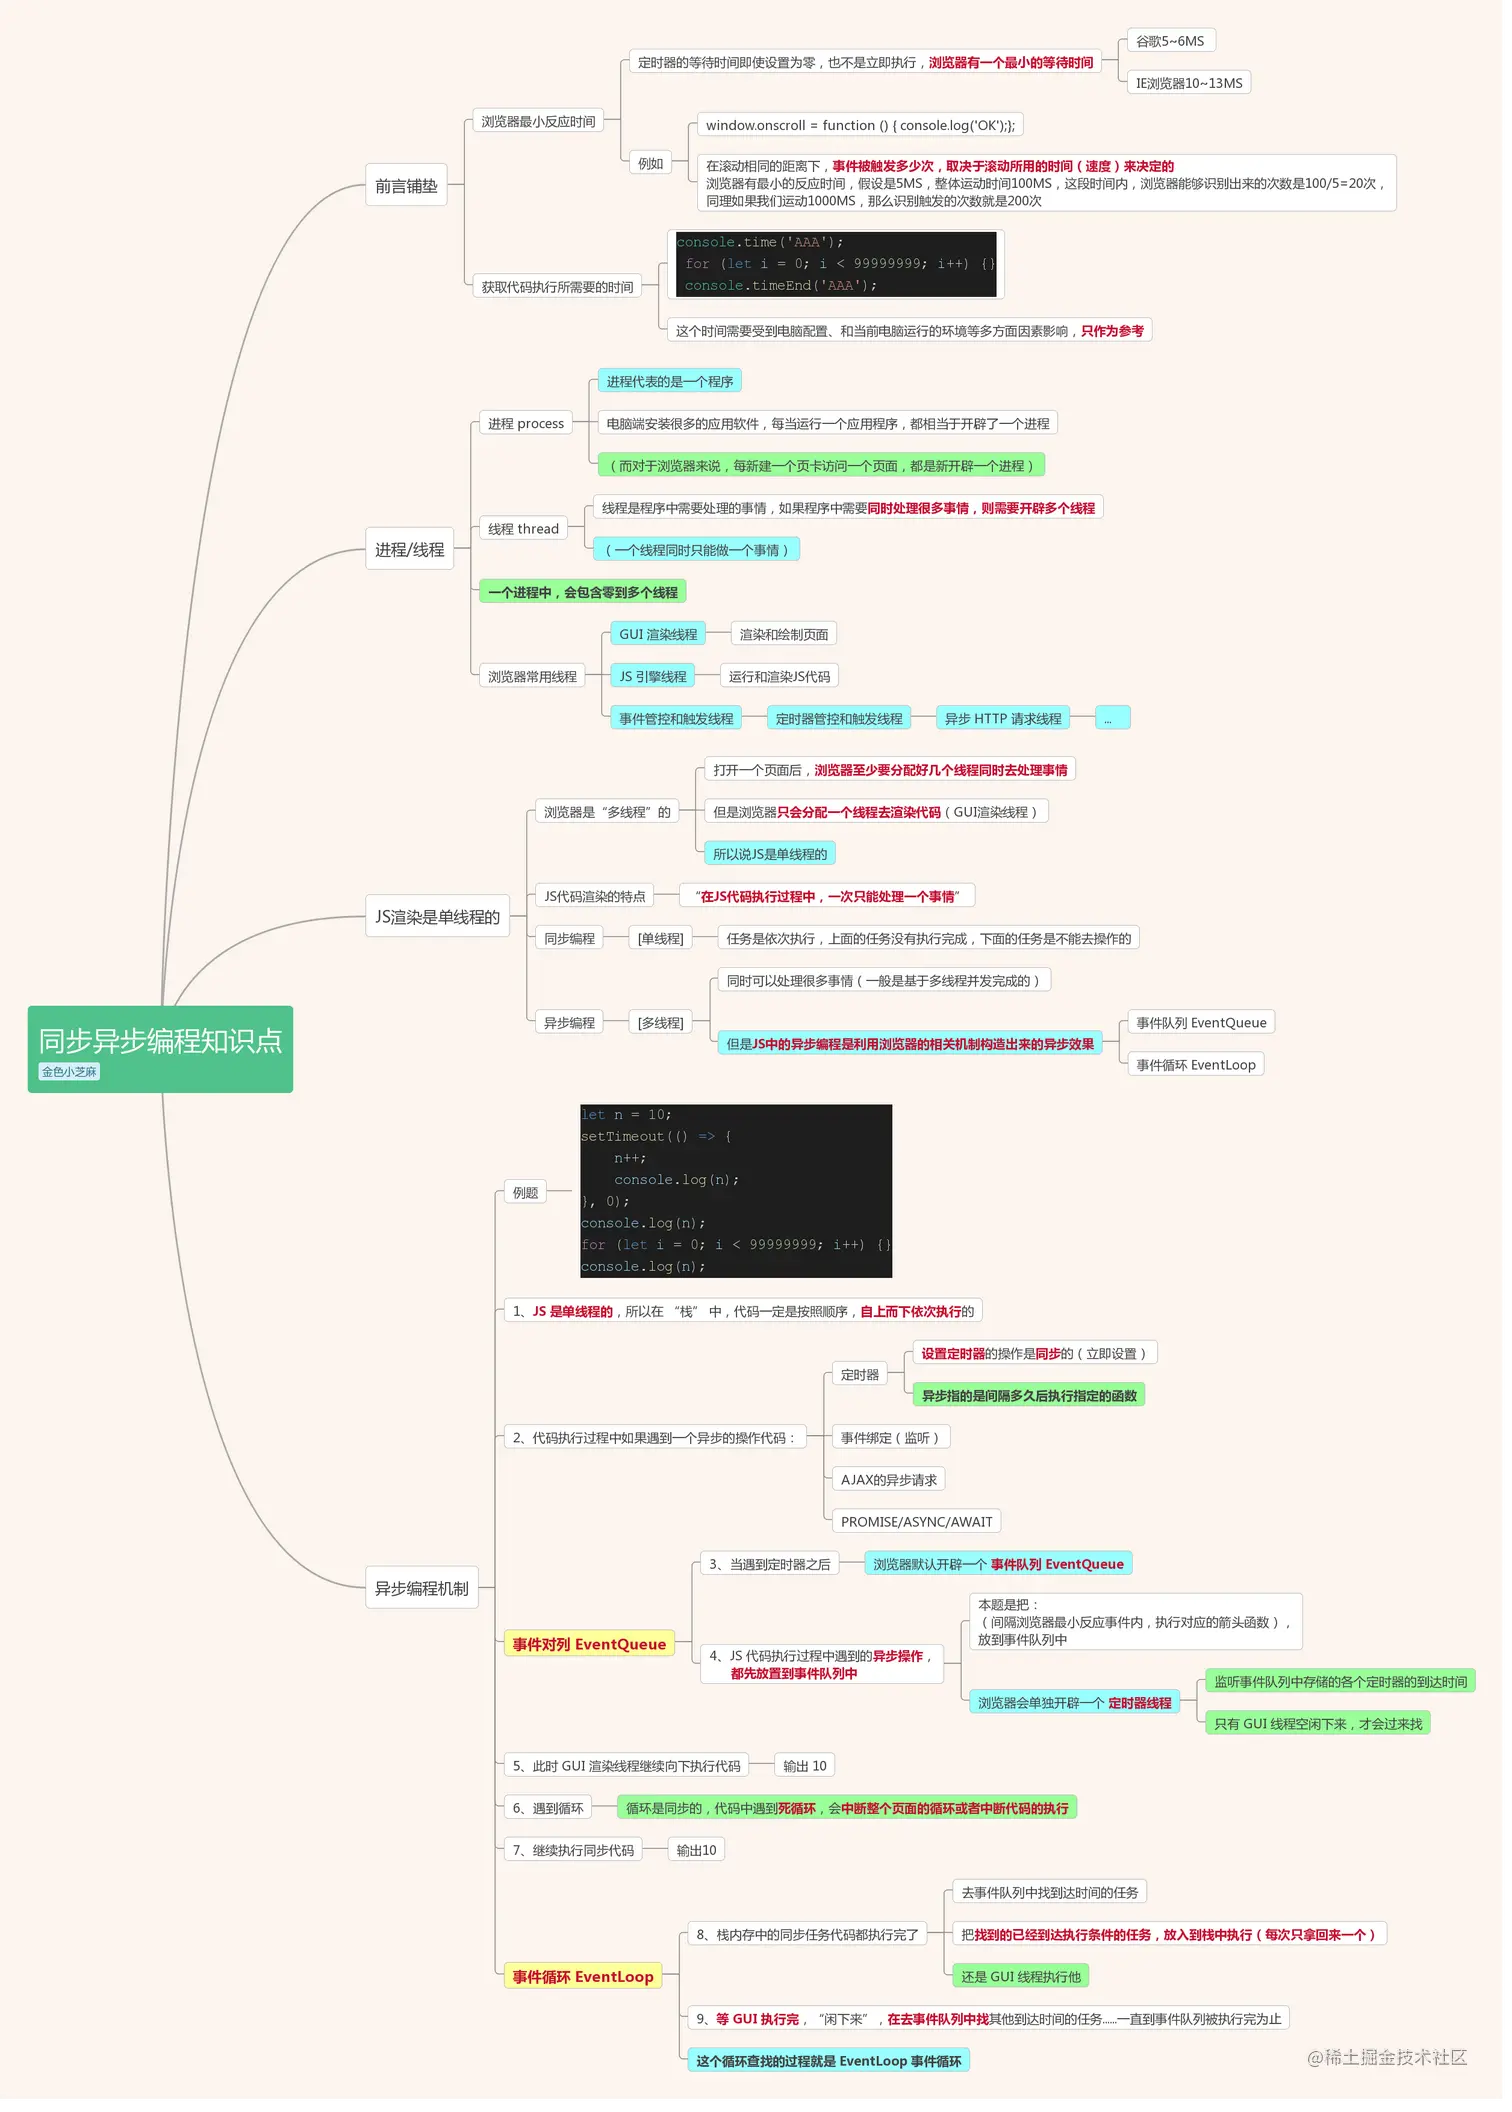 同步异步编程知识点
金色小芝麻
前言铺垫
浏览器最小反应时间
定时器的等待时间即使设置为零，也不是立即执行，浏览器有一个最小的等待时间
谷歌5~6MS
IE浏览器10~13MS
例如
window.onscroll = function () { console.log('OK');};
在滚动相同的距离下，事件被触发多少次，取决于滚动所用的时间（速度）来决定的
浏览器有最小的反应时间，假设是5MS，整体运动时间100MS，这段时间内，浏览器能够识别出来的次数是100/5=20次，
同理如果我们运动1000MS，那么识别触发的次数就是200次
获取代码执行所需要的时间
console.time('AAA');
for (let i = 0; i < 99999999; i++) {}
console.timeEnd('AAA');
这个时间需要受到电脑配置、和当前电脑运行的环境等多方面因素影响，只作为参考
进程/线程
进程 process
进程代表的是一个程序
电脑端安装很多的应用软件，每当运行一个应用程序，都相当于开辟了一个进程
（而对于浏览器来说，每新建一个页卡访问一个页面，都是新开辟一个进程）
线程 thread
线程是程序中需要处理的事情，如果程序中需要同时处理很多事情，则需要开辟多个线程
（一个线程同时只能做一个事情）
一个进程中，会包含零到多个线程
浏览器常用线程
GUI 渲染线程
渲染和绘制页面
JS 引擎线程
运行和渲染JS代码
事件管控和触发线程
定时器管控和触发线程
异步 HTTP 请求线程
...
JS渲染是单线程的
浏览器是“多线程”的
打开一个页面后，浏览器至少要分配好几个线程同时去处理事情
但是浏览器只会分配一个线程去渲染代码（GUI渲染线程）
所以说JS是单线程的
JS代码渲染的特点
“在JS代码执行过程中，一次只能处理一个事情”
同步编程
[单线程]
任务是依次执行，上面的任务没有执行完成，下面的任务是不能去操作的
异步编程
[多线程]
同时可以处理很多事情（一般是基于多线程并发完成的）
但是JS中的异步编程是利用浏览器的相关机制构造出来的异步效果
事件队列 EventQueue
事件循环 EventLoop
异步编程机制
例题
let n = 10;
setTimeout(() => {
n++;
console.log(n);
}, 0);
console.log(n);
for (let i = 0; i < 99999999; i++) {}
console.log(n);
1、JS 是单线程的，所以在 “栈” 中，代码一定是按照顺序，自上而下依次执行的
2、代码执行过程中如果遇到一个异步的操作代码：
定时器
设置定时器的操作是同步的（立即设置）
异步指的是间隔多久后执行指定的函数
事件绑定（监听）
AJAX的异步请求
PROMISE/ASYNC/AWAIT
事件对列 EventQueue
3、当遇到定时器之后
浏览器默认开辟一个 事件队列 EventQueue
4、JS 代码执行过程中遇到的异步操作，
都先放置到事件队列中
本题是把：
（间隔浏览器最小反应事件内，执行对应的箭头函数），
放到事件队列中
浏览器会单独开辟一个 定时器线程
监听事件队列中存储的各个定时器的到达时间
只有 GUI 线程空闲下来，才会过来找
5、此时 GUI 渲染线程继续向下执行代码
输出 10
6、遇到循环
循环是同步的，代码中遇到死循环，会中断整个页面的循环或者中断代码的执行
7、继续执行同步代码
输出10
事件循环 EventLoop
8、栈内存中的同步任务代码都执行完了
去事件队列中找到达时间的任务
把找到的已经到达执行条件的任务，放入到栈中执行（每次只拿回来一个）
还是 GUI 线程执行他
9、等 GUI 执行完，“闲下来”，在去事件队列中找其他到达时间的任务......一直到事件队列被执行完为止
这个循环查找的过程就是 EventLoop 事件循环
@稀土掘金技术社区